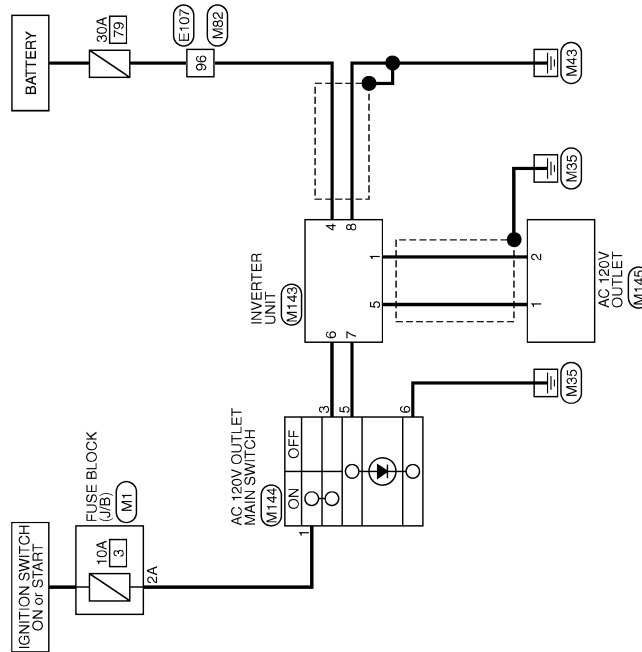 IGNITION SWITCH
ON or START
FUSE BLOCK
(J/B)
M1
10A
3
2A
AC 120V OUTLET
MAIN SWITCH
M144
ON
OFF
1
3
5
6
M35
INVERTER
UNIT
M143
6
7
4
8
5
1
1
2
AC 120V
OUTLET
M145
M35
BATTERY
30A
79
E107
96
M82
M43